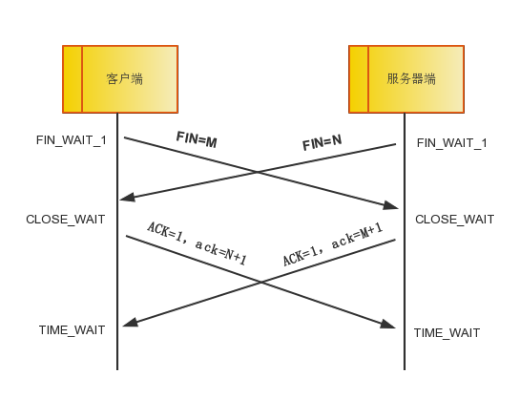 客户端
服务器端
FIN_WAIT_1
FIN=M
FIN=N
FIN_WAIT_1
CLOSE_WAIT
CLOSE_WAIT
ACK=1, ack=N+1
ACK=1, ack=M+1
TIME_WAIT
TIME_WAIT